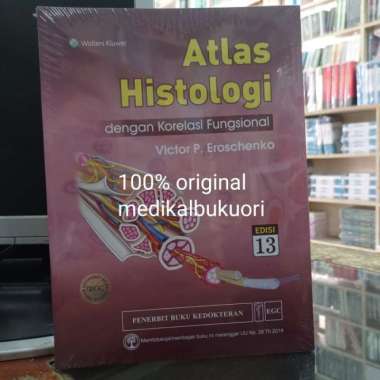 Wolters Kluwer
Atlas
Histologi
dengan Korelasi Fungsional
Victor P. Eroschenko
100% original
medikalbukuori
EDISI
13
PENERBIT BUKU KEDOKTERAN
EGC